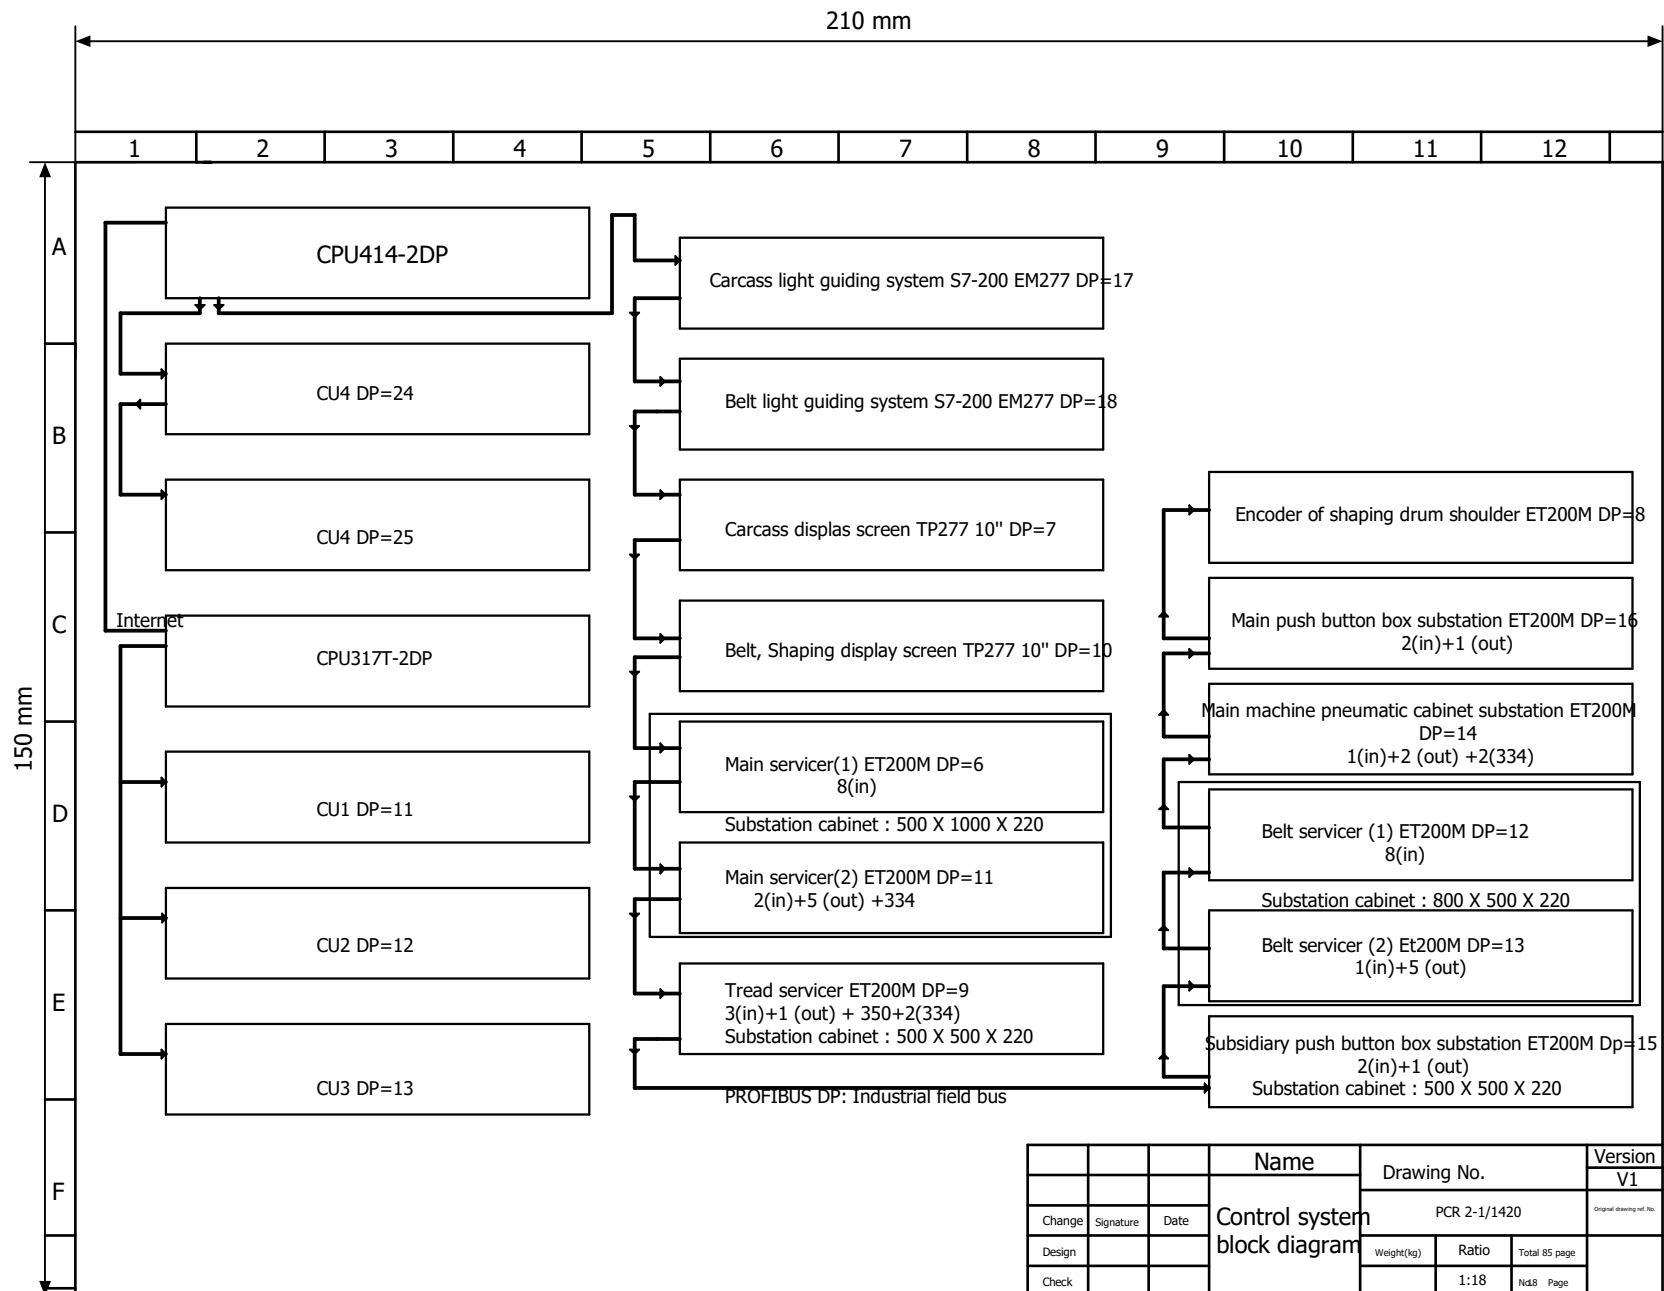 210 mm
1 2 3 4 5 6 7 8 9 10 11 12
150 mm
A
B
C
D
E
F
CPU414-2DP
CU4 DP=24
CU4 DP=25
Internet
CPU317T-2DP
CU1 DP=11
CU2 DP=12
CU3 DP=13
Carcass light guiding system S7-200 EM277 DP=17
Belt light guiding system S7-200 EM277 DP=18
Carcass displas screen TP277 10" DP=7
Belt, Shaping display screen TP277 10" DP=10
Main servicer(1) ET200M DP=6
8(in)
Substation cabinet : 500 X 1000 X 220
Main servicer(2) ET200M DP=11
2(in)+5 (out) +334
Tread servicer ET200M DP=9
3(in)+1 (out) + 350+2(334)
Substation cabinet : 500 X 500 X 220
PROFIBUS DP: Industrial field bus
Encoder of shaping drum shoulder ET200M DP=8
Main push button box substation ET200M DP=16
2(in)+1 (out)
Main machine pneumatic cabinet substation ET200M
DP=14
1(in)+2 (out) +2(334)
Belt servicer (1) ET200M DP=12
8(in)
Substation cabinet : 800 X 500 X 220
Belt servicer (2) Et200M DP=13
1(in)+5 (out)
Subsidiary push button box substation ET200M Dp=15
2(in)+1 (out)
Substation cabinet : 500 X 500 X 220
Name
Drawing No.
Version
V1
Change Signature Date
Control system
block diagram
PCR 2-1/1420
Original drawing ref. No.
Design
Weight(kg) Ratio Total 85 page
Check
1:18
Page